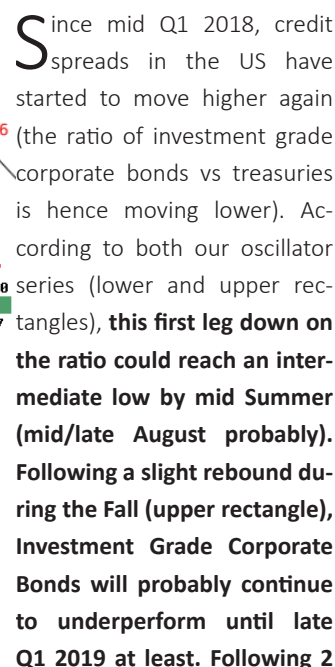 Since mid Q1 2018, credit
spreads in the US have
started to move higher again
(the ratio of investment grade
corporate bonds vs treasuries
is hence moving lower). Ac-
cording to both our oscillator
series (lower and upper rec-
tangles), this first leg down on
the ratio could reach an inter-
mediate low by mid Summer
(mid/late August probably).
Following a slight rebound du-
ring the Fall (upper rectangle),
Investment Grade Corporate
Bonds will probably continue
to underperform until late
Q1 2019 at least. Following 2